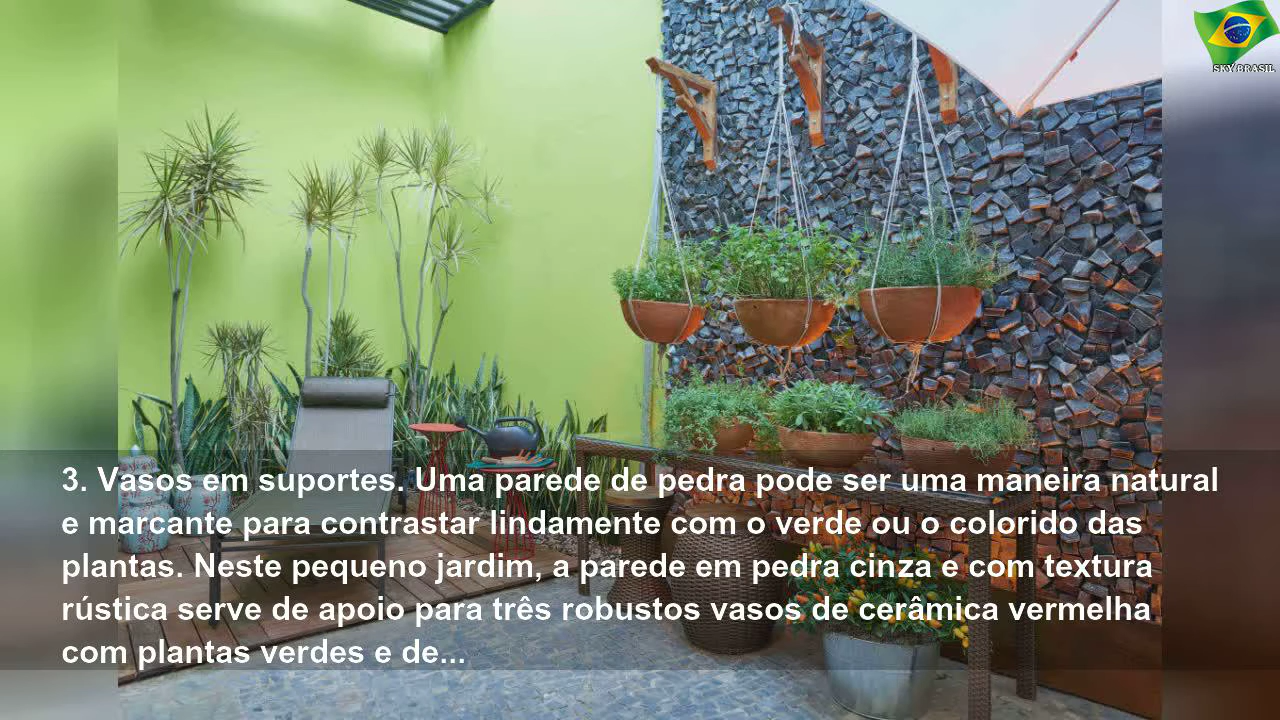 SKY BRASIL
3. Vasos em suportes. Uma parede de pedra pode ser uma maneira natural
e marcante para contrastar lindamente com o verde ou o colorido das
plantas. Neste pequeno jardim, a parede em pedra cinza e com textura
rústica serve de apoio para três robustos vasos de cerâmica vermelha
com plantas verdes e de...